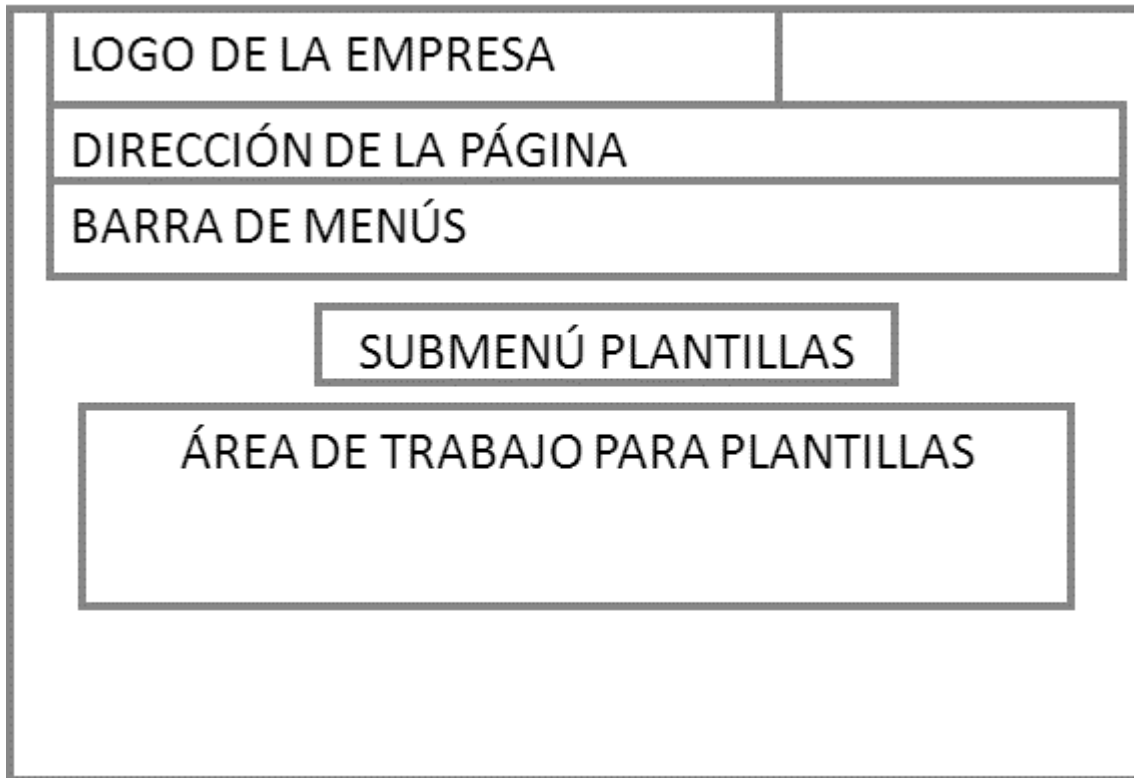 LOGO DE LA EMPRESA
DIRECCIÓN DE LA PÁGINA
BARRA DE MENÚS
SUBMENÚ PLANTILLAS
ÁREA DE TRABAJO PARA PLANTILLAS